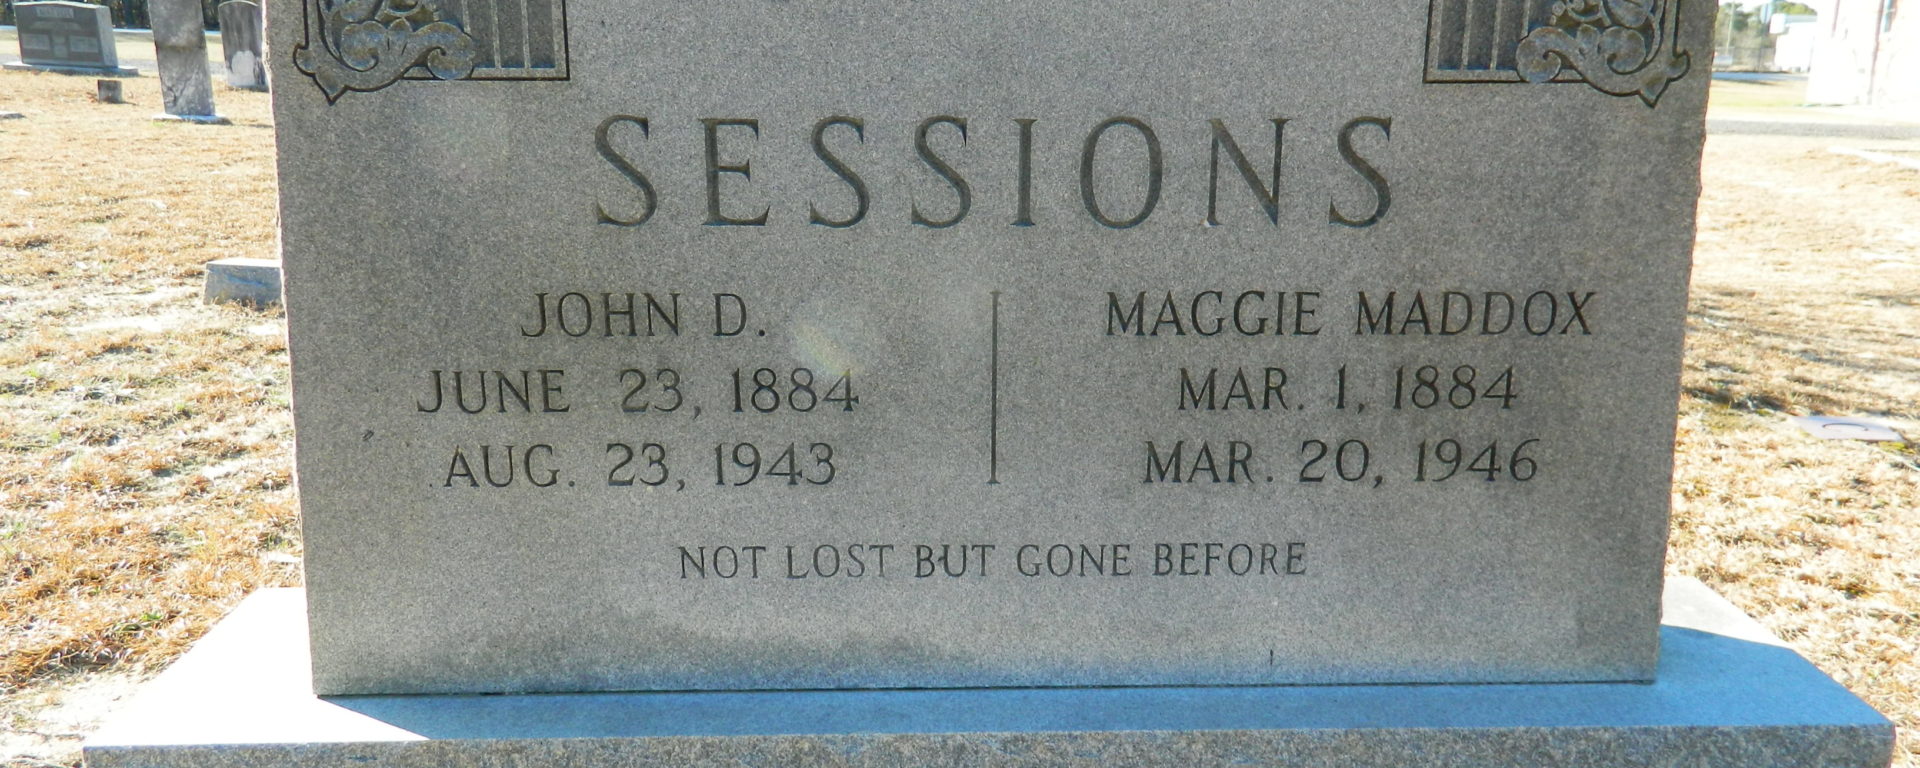 SESSIONS
JOHN D.
JUNE 23, 1884
AUG. 23, 1943
MAGGIE MADDOX
MAR. 1, 1884
MAR. 20, 1946
NOT LOST BUT GONE BEFORE